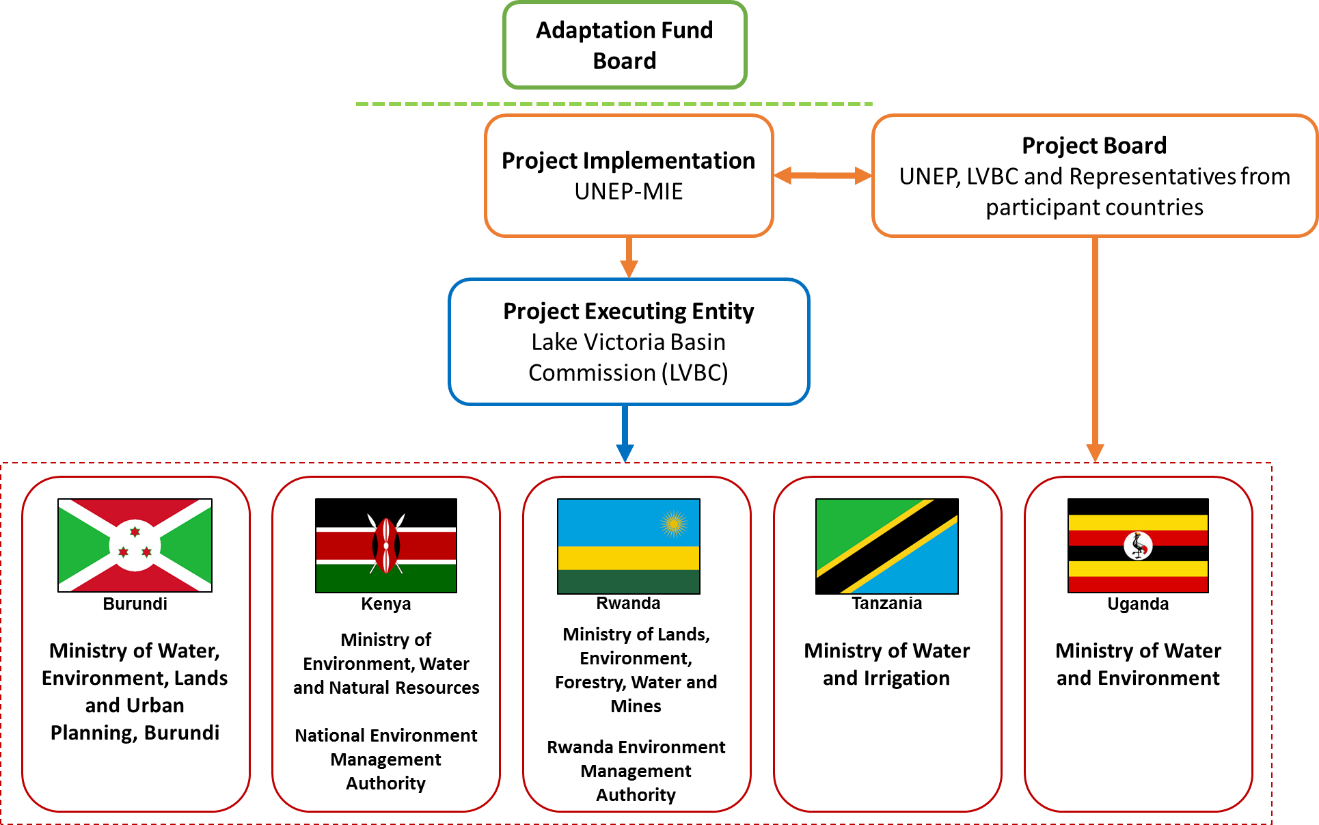 Adaptation Fund
Board
Project Implementation
UNEP-MIE
Project Board
UNEP, LVBC and Representatives from
participant countries
Project Executing Entity
Lake Victoria Basin
Commission (LVBC)
Burundi
Ministry of Water,
Environment, Lands
and Urban
Planning, Burundi
Kenya
Ministry of
Environment, Water
and Natural Resources
National Environment
Management
Authority
Rwanda
Ministry of Lands,
Environment,
Forestry, Water and
Mines
Rwanda Environment
Management
Authority
Tanzania
Ministry of Water
and Irrigation
Uganda
Ministry of Water
and Environment